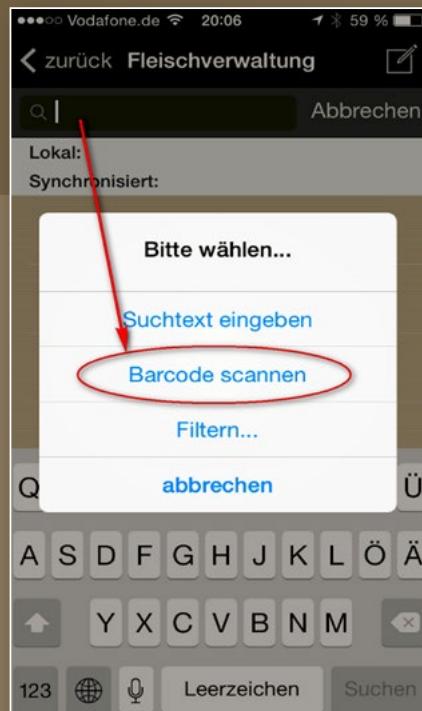 Vodafone.de 20:06 59 %
zurück Fleischverwaltung
Abbrechen
Lokal:
Synchronisiert:
Bitte wählen...
Suchtext eingeben
Barcode scannen
Filtern...
abbrechen
Q Ü
A S D F G H J K L Ö Ä
Y X C V B N M
123 Leerzeichen Suchen